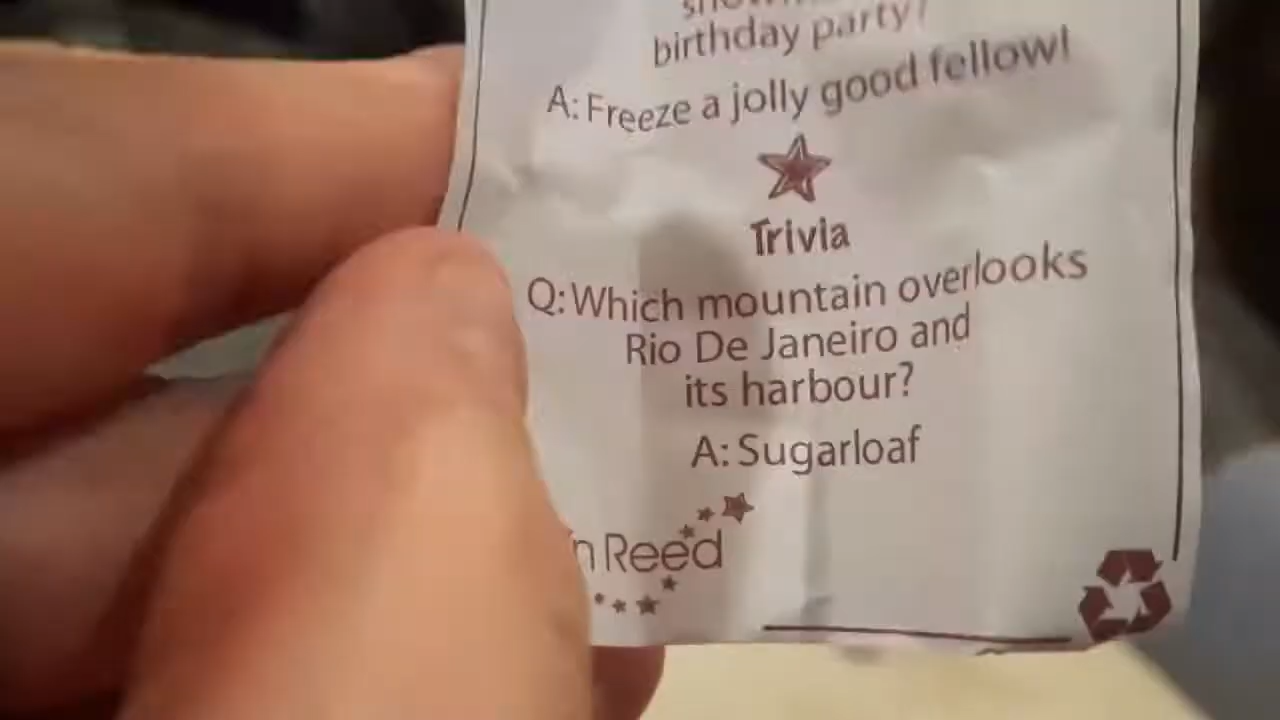 birthday party?
A: Freeze a jolly good fellow!
Trivia
Q: Which mountain overlooks
Rio De Janeiro and
its harbour?
A: Sugarloaf
n Reed